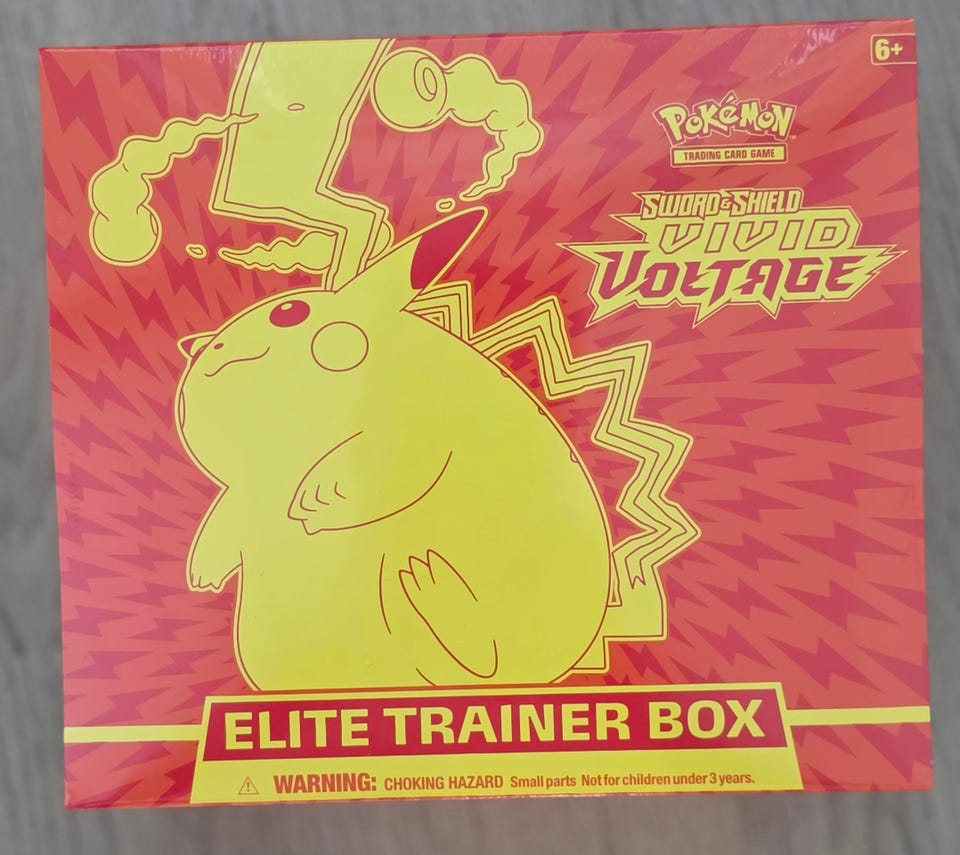 6+
POKéMON
TRADING CARD GAME
SWORD & SHIELD
VIVID
VOLTAGE
ELITE TRAINER BOX
WARNING: CHOKING HAZARD Small parts Not for children under 3 years.